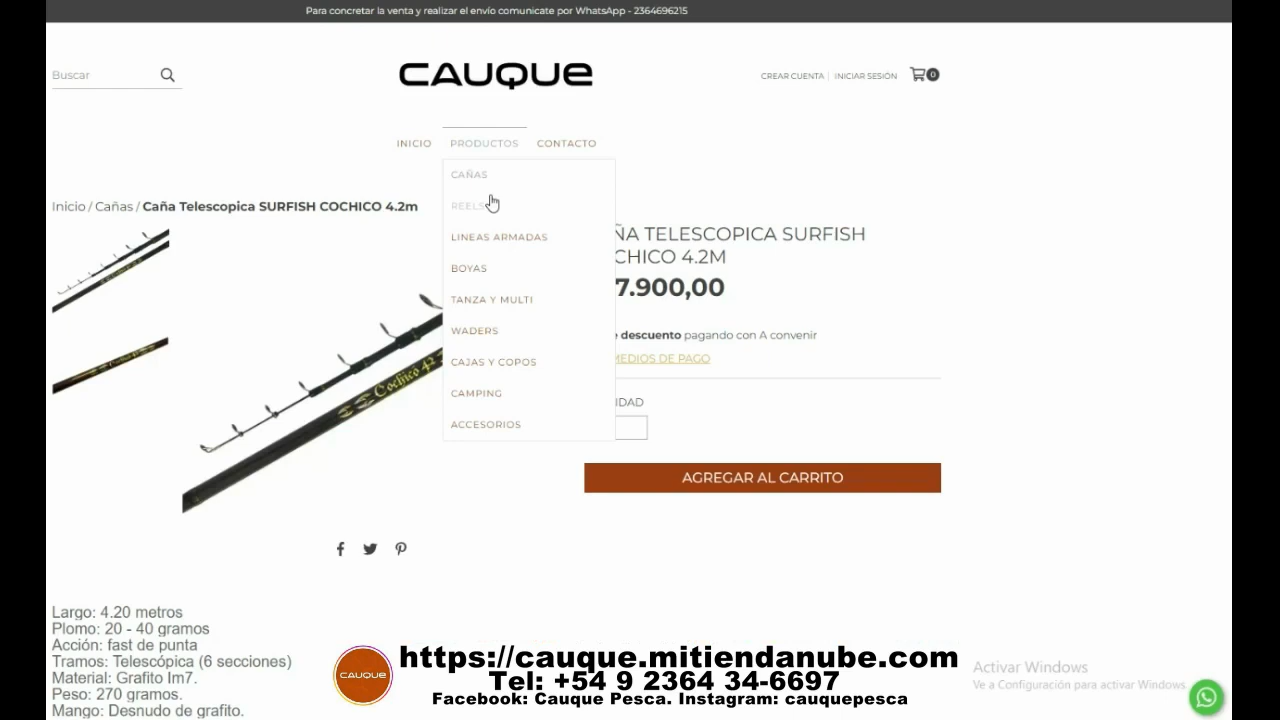 Para concretar la venta y realizar el envío comunicate por WhatsApp - 2364696215
Buscar
CAUQUE
CREAR CUENTA | INICIAR SESIÓN
0
INICIO
PRODUCTOS
CONTACTO
CAÑAS
REELS
LINEAS ARMADAS
BOYAS
TANZA Y MULTI
WADERS
CAJAS Y COPOS
CAMPING
ACCESORIOS
Inicio / Cañas / Caña Telescopica SURFISH COCHICO 4.2m
ÑA TELESCOPICA SURFISH
CHICO 4.2M
7.900,00
descuento pagando con A convenir
MEDIOS DE PAGO
IDAD
AGREGAR AL CARRITO
Cochico 42
Largo: 4.20 metros
Plomo: 20 - 40 gramos
Acción: fast de punta
Tramos: Telescópica (6 secciones)
Material: Grafito Im7.
Peso: 270 gramos.
Mango: Desnudo de grafito.
CAUQUE
https://cauque.mitiendanube.com
Tel: +54 9 2364 34-6697
Facebook: Cauque Pesca. Instagram: cauquepesca
Activar Windows
Ve a Configuración para activar Windows.